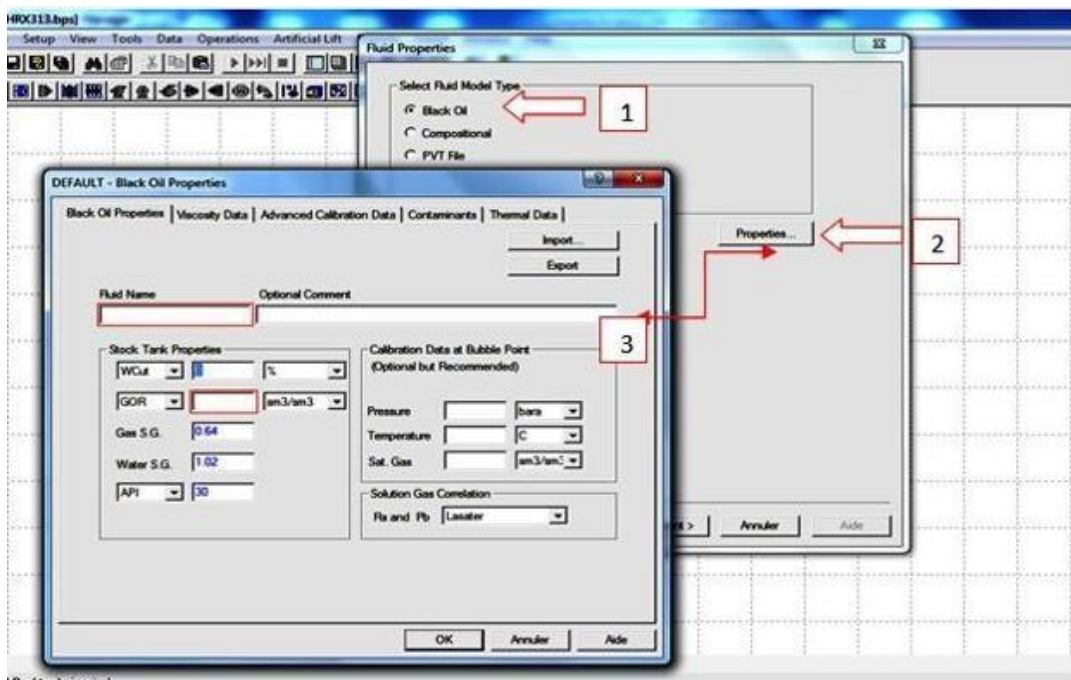 HRX313.bps]
Setup View Tools Data Operations Artificial Lift
Fluid Properties
Select Fluid Model Type
Black Oil
1
Compositional
PVT File
Properties...
2
DEFAULT - Black Oil Properties
Black Oil Properties Viscosity Data Advanced Calibration Data Contaminants Thermal Data
Import...
Export
Fluid Name Optional Comment
3
Stock Tank Properties
WCut %
GOR sm3/sm3
Gas S.G. 0.64
Water S.G. 1.02
API 30
Calibration Data at Bubble Point
(Optional but Recommended)
Pressure bara
Temperature C
Sat. Gas sm3/sm3
Solution Gas Correlation
Rs and Pb Lasater
OK Annuler Aide
> Annuler Aide